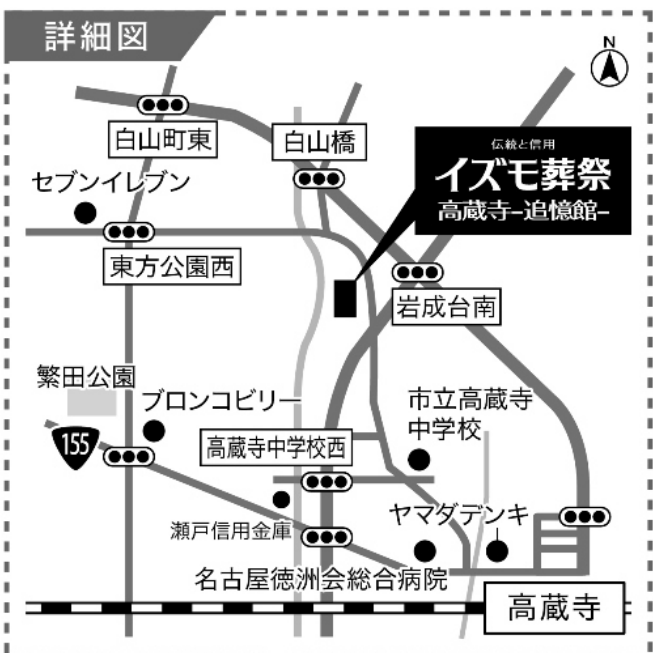 詳細図
N
白山町東
白山橋
伝統と信用
イズモ葬祭
高蔵寺−追憶館−
セブンイレブン
東方公園西
岩成台南
繁田公園
ブロンコビリー
市立高蔵寺
中学校
155
高蔵寺中学校西
瀬戸信用金庫
ヤマダデンキ
名古屋徳洲会総合病院
高蔵寺